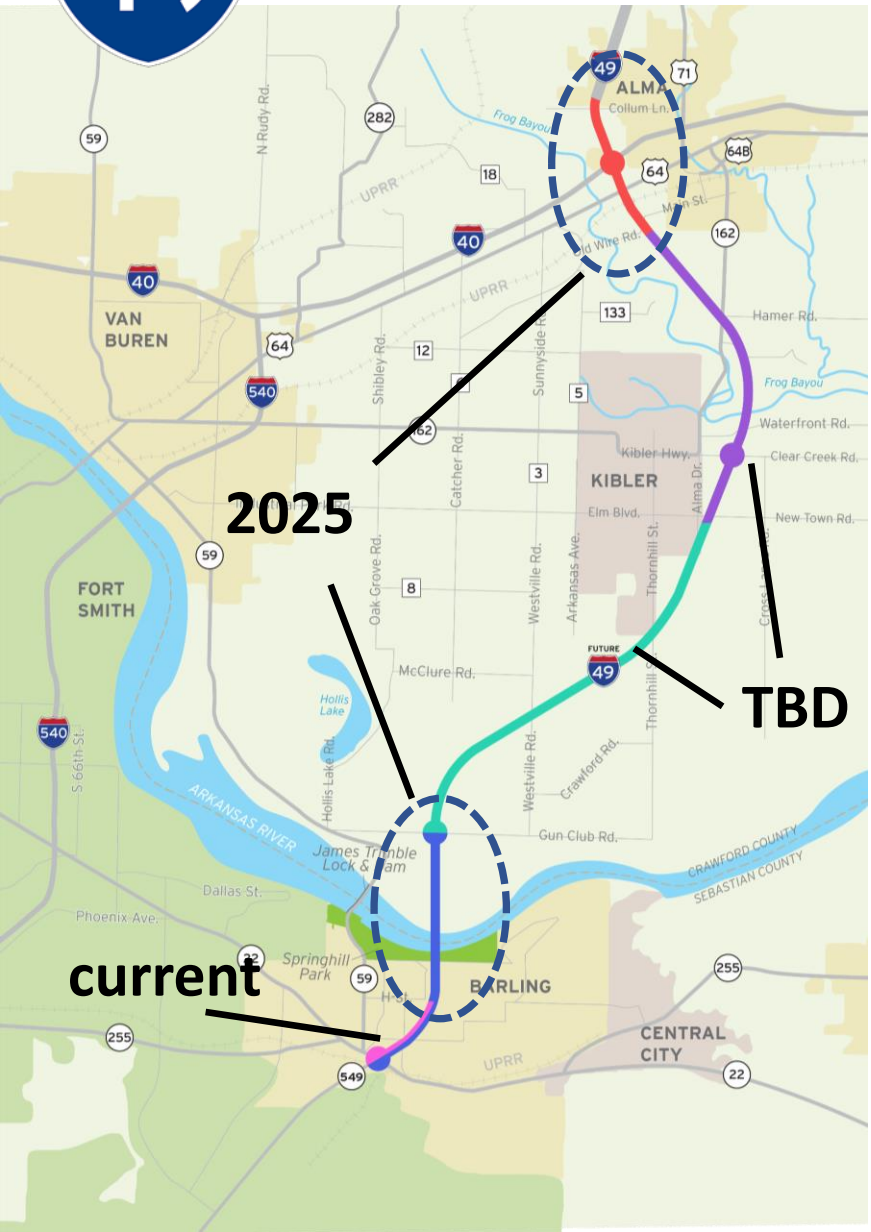 49
ALMA
71
Collum Ln.
59
N Rudy Rd.
282
Frog Bayou
18
64
64B
UPRR
Main St.
40
162
Old Wire Rd.
40
UPRR
133
Hamer Rd.
VAN
BUREN
64
Shibley Rd.
12
Sunnyside R
Frog Bayou
540
5
162
Waterfront Rd.
Catcher Rd.
Kibler Hwy.
Clear Creek Rd.
3
KIBLER
Alma Dr.
2025
Elm Blvd.
New Town Rd.
59
Oak Grove Rd.
Westville Rd.
Arkansas Ave.
Thornhill St.
FORT
SMITH
8
FUTURE
49
McClure Rd.
Thornhill St.
TBD
Hollis
Lake
540
S 66th St.
Hollis Lake Rd.
Westville Rd.
Crawford Rd.
ARKANSAS RIVER
Gun Club Rd.
CRAWFORD COUNTY
SEBASTIAN COUNTY
James Trimble
Lock & Dam
Dallas St.
Phoenix Ave.
22
Springhill
Park
59
current
H St.
BARLING
255
255
CENTRAL
CITY
UPRR
549
22